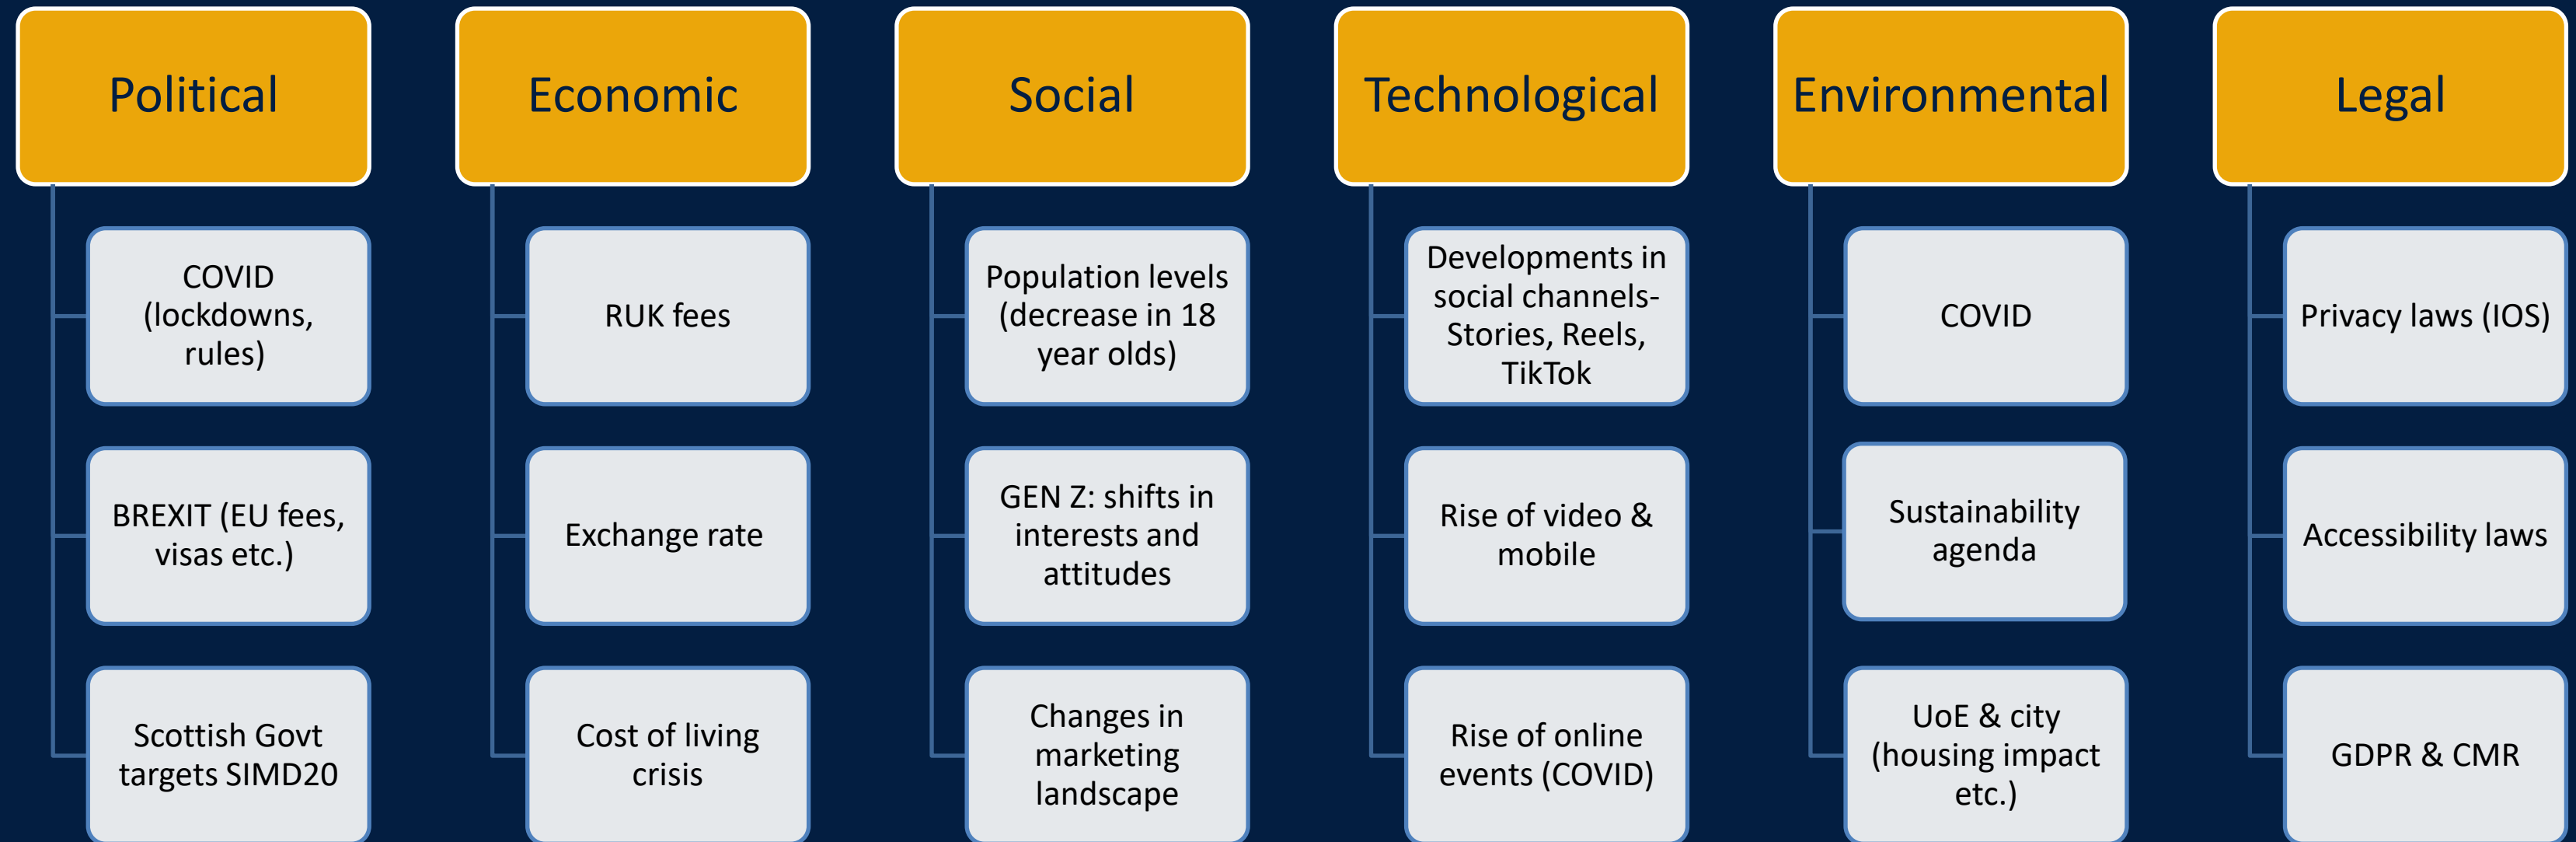 Political
COVID
(lockdowns,
rules)
BREXIT (EU fees,
visas etc.)
Scottish Govt
targets SIMD20
Economic
RUK fees
Exchange rate
Cost of living
crisis
Social
Population levels
(decrease in 18
year olds)
GEN Z: shifts in
interests and
attitudes
Changes in
marketing
landscape
Technological
Developments in
social channels-
Stories, Reels,
TikTok
Rise of video &
mobile
Rise of online
events (COVID)
Environmental
COVID
Sustainability
agenda
UoE & city
(housing impact
etc.)
Legal
Privacy laws (IOS)
Accessibility laws
GDPR & CMR